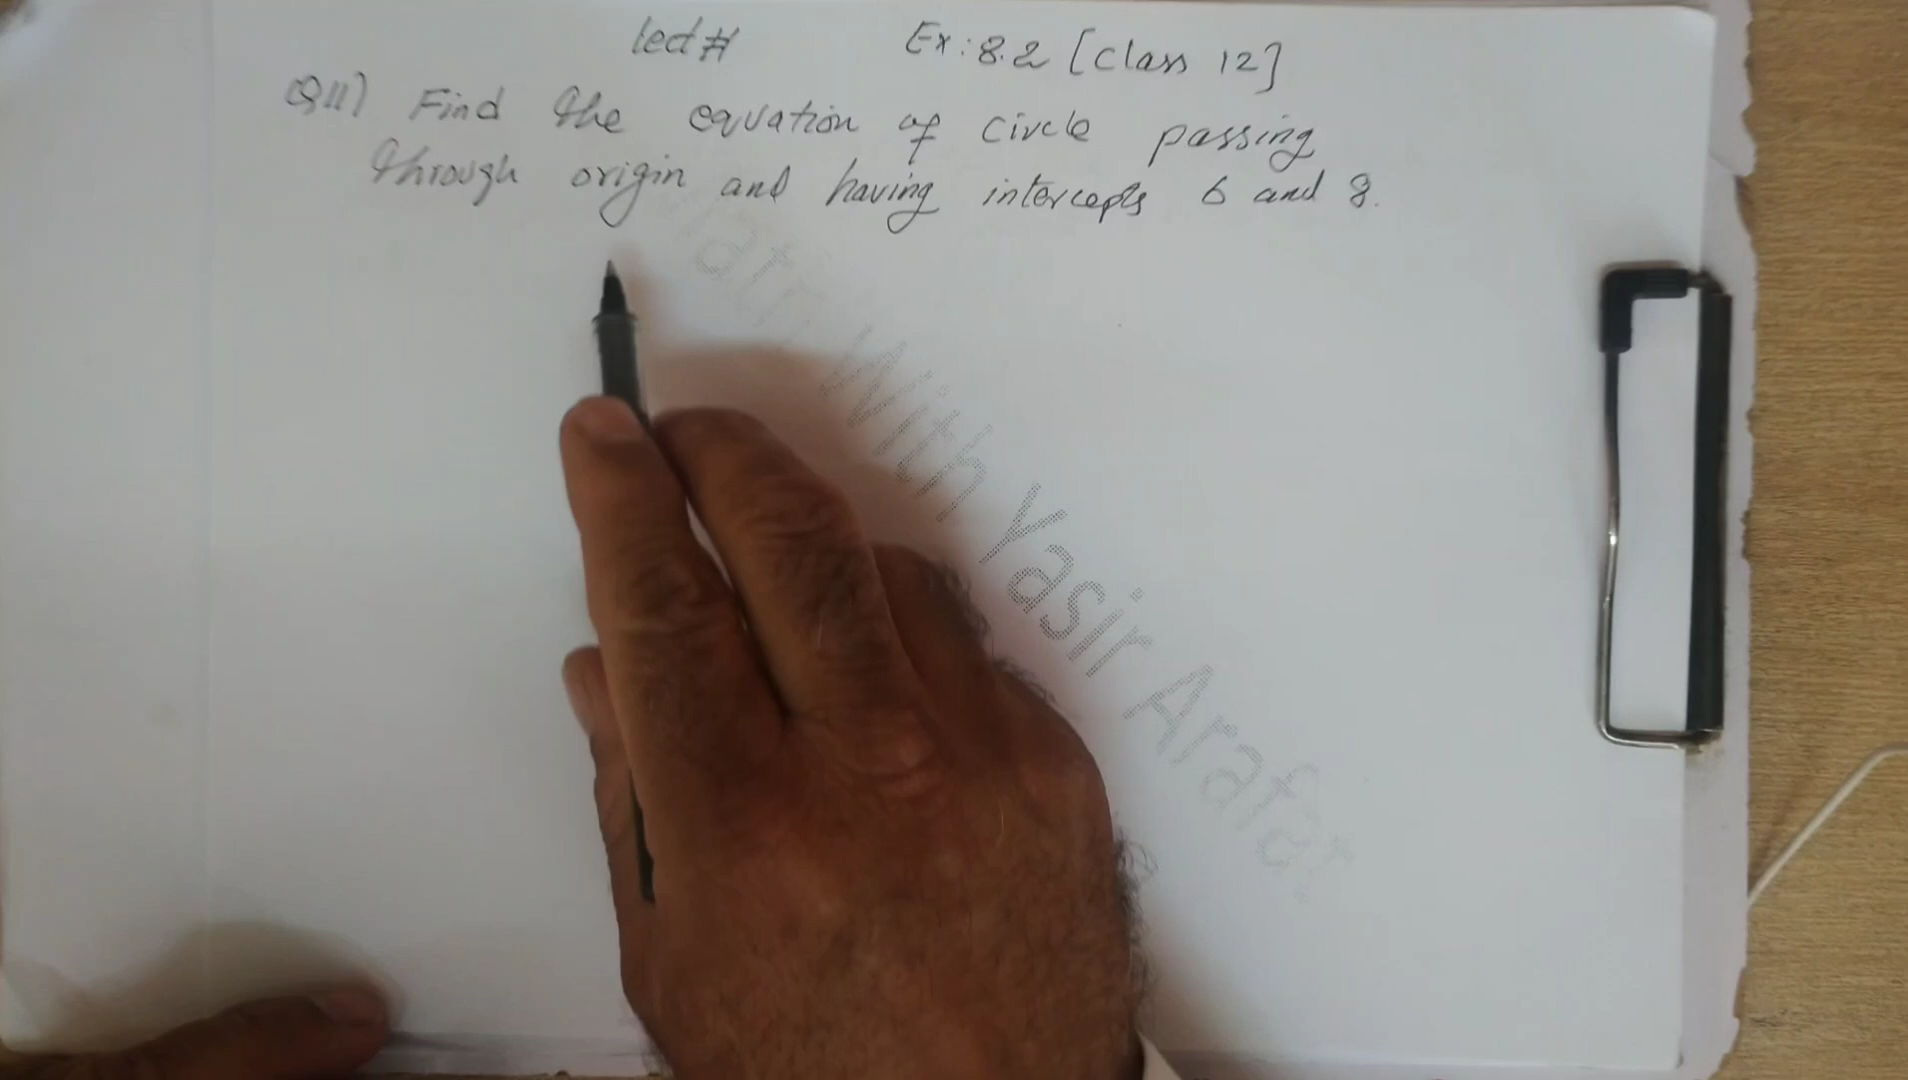 lect # Ex: 8.2 [Class 12]
Q11) Find the equation of circle passing
through origin and having intercepts 6 and 8.
Math With Yasir Arafat